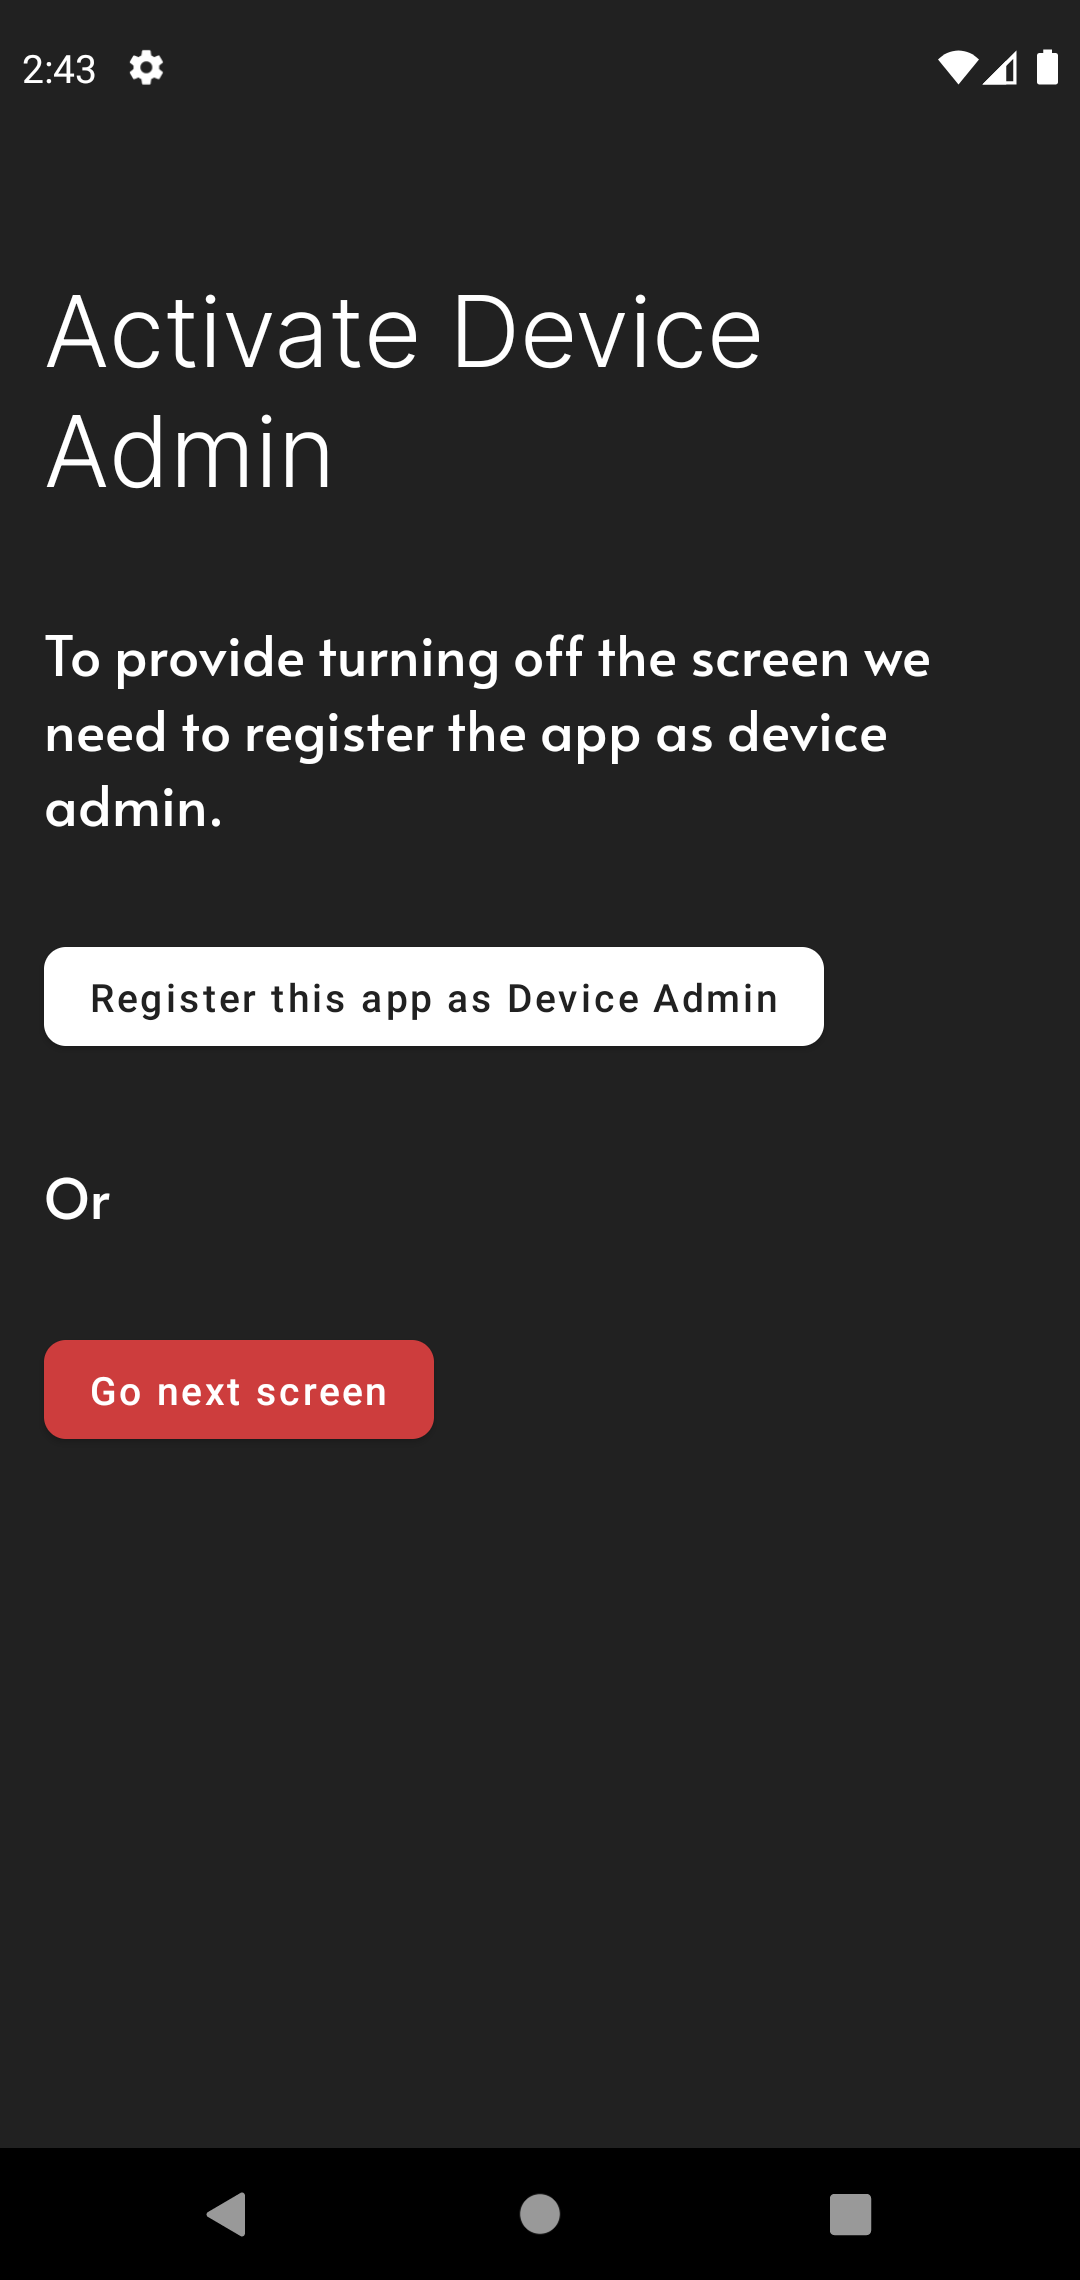 2:43
Activate Device
Admin
To provide turning off the screen we
need to register the app as device
admin.
Register this app as Device Admin
Or
Go next screen